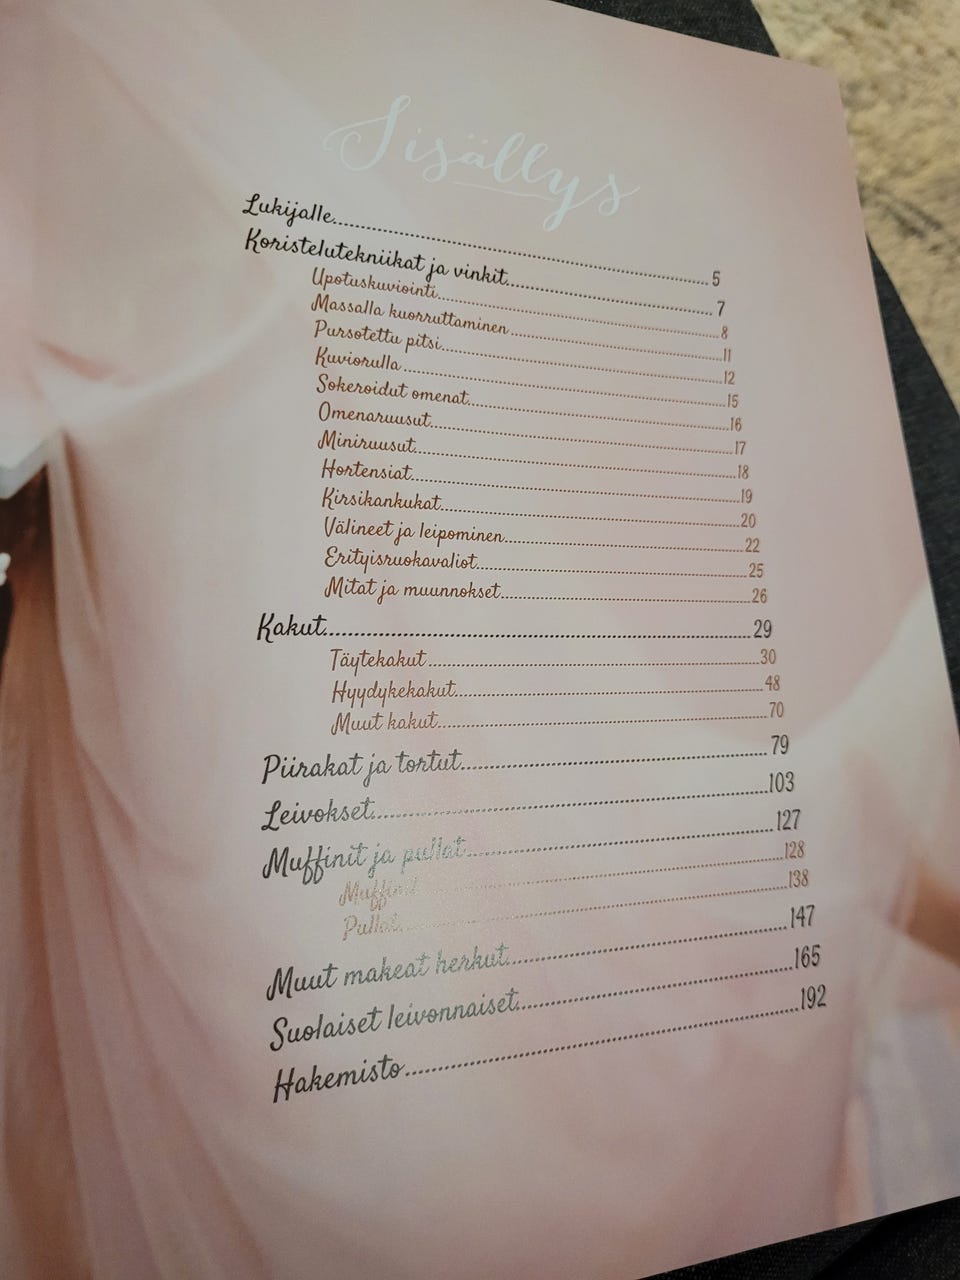 Sisällys
Lukijalle 5
Koristelutekniikat ja vinkit 7
Upotuskuviointi 8
Massalla kuorruttaminen 11
Pursotettu pitsi 12
Kuviorulla 15
Sokeroidut omenat 16
Omenaruusut 17
Miniruusut 18
Hortensiat 19
Kirsikankukat 20
Välineet ja leipominen 22
Erityisruokavaliot 25
Mitat ja muunnokset 26
Kakut 29
Täytekakut 30
Hyydykekakut 48
Muut kakut 70
Piirakat ja tortut 79
Leivokset 103
Muffinit ja pullat 127
Muffinit 128
Pullat 138
Muut makeat herkut 147
Suolaiset leivonnaiset 165
Hakemisto 192